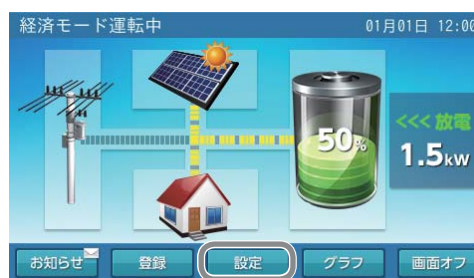 経済モード運転中
01月01日 12:00
50%
<<< 放電
1.5kW
お知らせ
登録
設定
グラフ
画面オフ